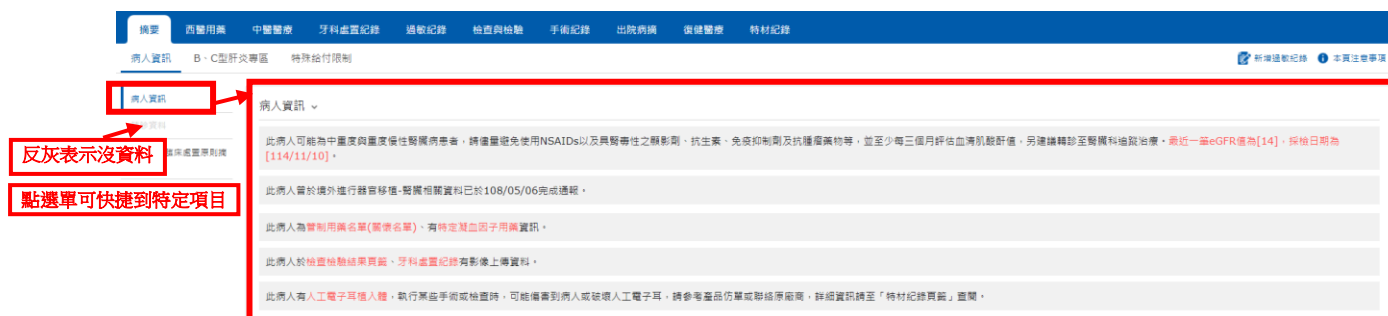 摘要 西醫用藥 中醫醫療 牙科處置紀錄 過敏紀錄 檢查與檢驗 手術紀錄 出院病摘 復健醫療 特材紀錄
病人資訊 B、C型肝炎專區 特殊給付限制 新增過敏紀錄 本頁注意事項
病人資訊
病人資訊
反灰表示沒資料
床處置原則摘
點選單可快捷到特定項目
此病人可能為中重度與重度慢性腎臟病患者，請儘量避免使用NSAIDs以及具腎毒性之顯影劑、抗生素、免疫抑制劑及抗腫瘤藥物等，並至少每三個月評估血清肌酸酐值，另建議轉診至腎臟科追蹤治療。最近一筆eGFR值為[14]，採檢日期為
[114/11/10]。
此病人曾於境外進行器官移植-腎臟相關資料已於108/05/06完成通報。
此病人為管制用藥名單(關懷名單)、有特定凝血因子用藥資訊。
此病人於檢查檢驗結果頁籤、牙科處置紀錄有影像上傳資料。
此病人有人工電子耳植入體，執行某些手術或檢查時，可能傷害到病人或破壞人工電子耳，請參考產品仿單或聯絡原廠商，詳細資訊請至「特材紀錄頁籤」查閱。